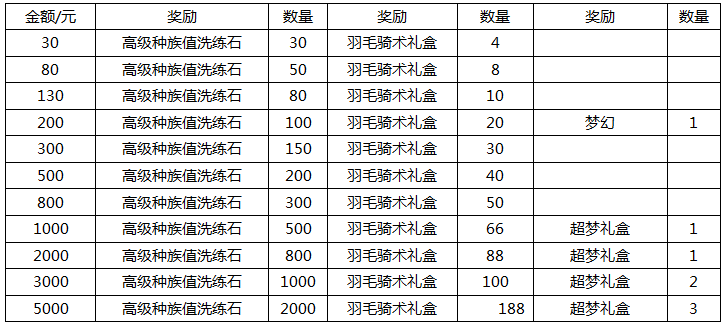 金额/元 奖励 数量 奖励 数量 奖励 数量
30 高级种族值洗练石 30 羽毛骑术礼盒 4
80 高级种族值洗练石 50 羽毛骑术礼盒 8
130 高级种族值洗练石 80 羽毛骑术礼盒 10
200 高级种族值洗练石 100 羽毛骑术礼盒 20 梦幻 1
300 高级种族值洗练石 150 羽毛骑术礼盒 30
500 高级种族值洗练石 200 羽毛骑术礼盒 40
800 高级种族值洗练石 300 羽毛骑术礼盒 50
1000 高级种族值洗练石 500 羽毛骑术礼盒 66 超梦礼盒 1
2000 高级种族值洗练石 800 羽毛骑术礼盒 88 超梦礼盒 1
3000 高级种族值洗练石 1000 羽毛骑术礼盒 100 超梦礼盒 2
5000 高级种族值洗练石 2000 羽毛骑术礼盒 188 超梦礼盒 3